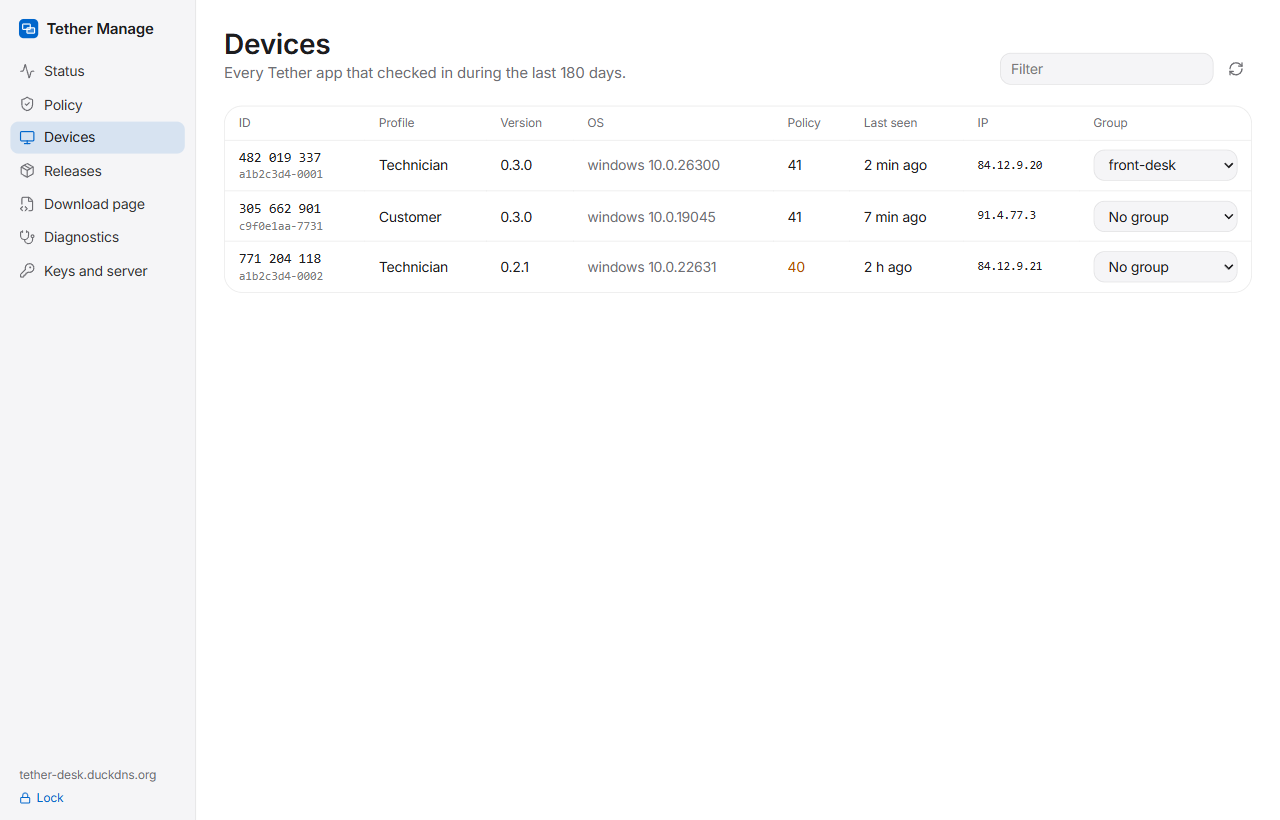 Tether Manage
Status
Policy
Devices
Releases
Download page
Diagnostics
Keys and server
tether-desk.duckdns.org
Lock
Devices
Every Tether app that checked in during the last 180 days.
Filter
ID Profile Version OS Policy Last seen IP Group
482 019 337 Technician 0.3.0 windows 10.0.26300 41 2 min ago 84.12.9.20 front-desk
a1b2c3d4-0001
305 662 901 Customer 0.3.0 windows 10.0.19045 41 7 min ago 91.4.77.3 No group
c9f0e1aa-7731
771 204 118 Technician 0.2.1 windows 10.0.22631 40 2 h ago 84.12.9.21 No group
a1b2c3d4-0002